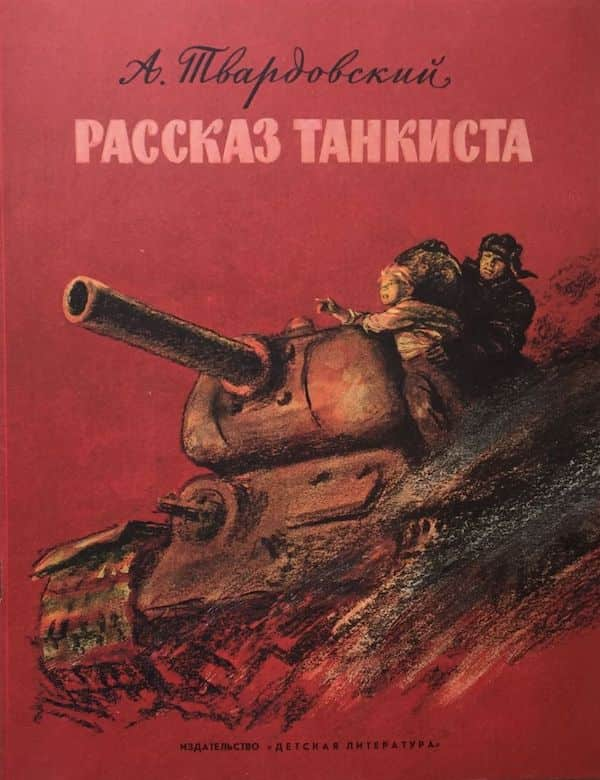 А. Твардовский
РАССКАЗ ТАНКИСТА
ИЗДАТЕЛЬСТВО «ДЕТСКАЯ ЛИТЕРАТУРА»